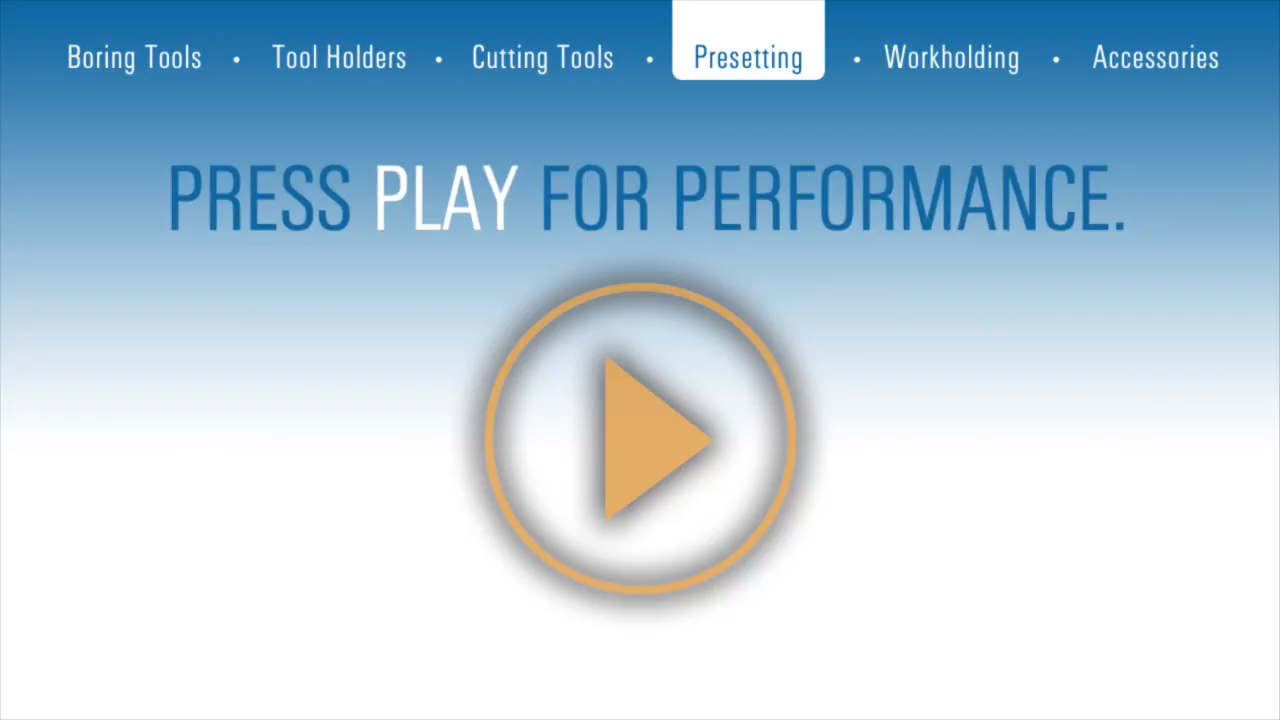 Boring Tools • Tool Holders • Cutting Tools • Presetting • Workholding • Accessories
PRESS PLAY FOR PERFORMANCE.